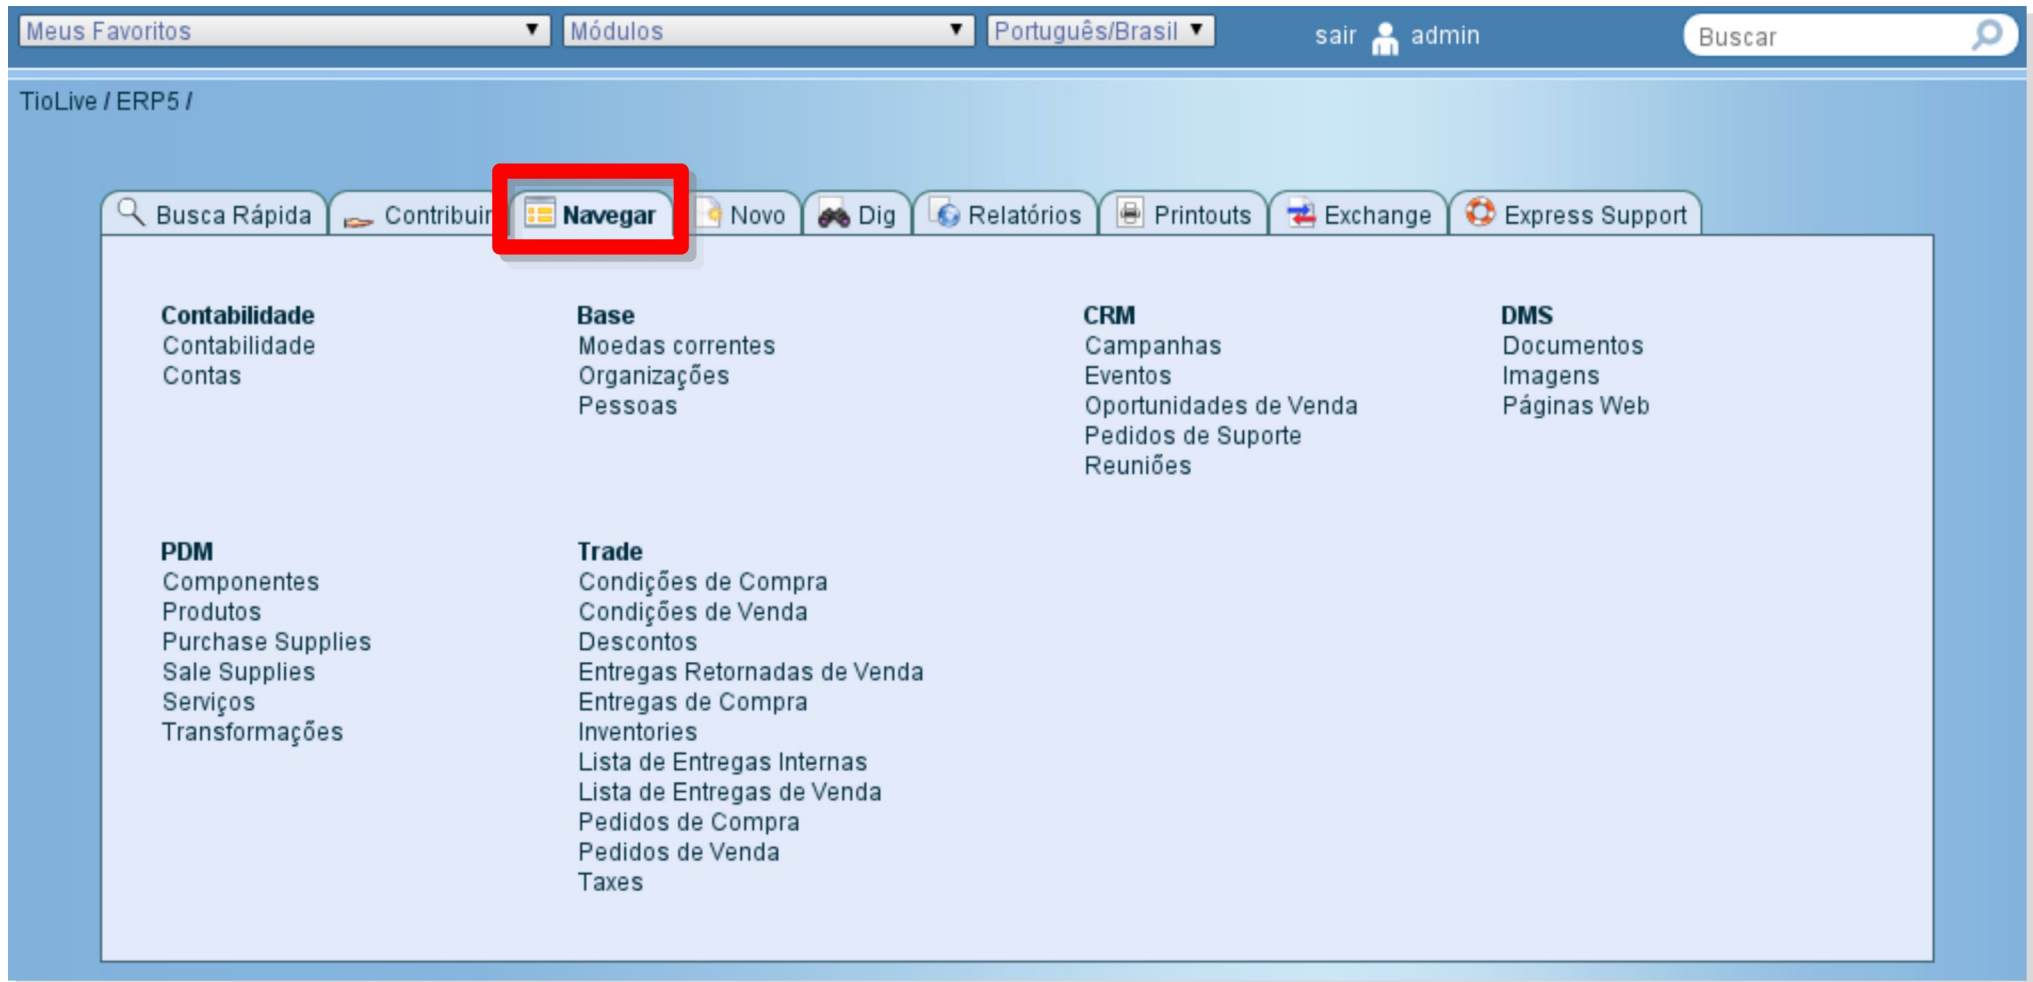 Meus Favoritos Módulos Português/Brasil sair admin Buscar
TioLive / ERP5 /
Busca Rápida Contribuir Navegar Novo Dig Relatórios Printouts Exchange Express Support
Contabilidade
Contabilidade
Contas
Base
Moedas correntes
Organizações
Pessoas
CRM
Campanhas
Eventos
Oportunidades de Venda
Pedidos de Suporte
Reuniões
DMS
Documentos
Imagens
Páginas Web
PDM
Componentes
Produtos
Purchase Supplies
Sale Supplies
Serviços
Transformações
Trade
Condições de Compra
Condições de Venda
Descontos
Entregas Retornadas de Venda
Entregas de Compra
Inventories
Lista de Entregas Internas
Lista de Entregas de Venda
Pedidos de Compra
Pedidos de Venda
Taxes